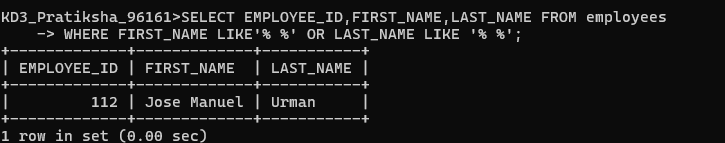 KD3_Pratiksha_96161>SELECT EMPLOYEE_ID,FIRST_NAME,LAST_NAME FROM employees
    -> WHERE FIRST_NAME LIKE'% %' OR LAST_NAME LIKE '% %';
+-------------+-------------+-----------+
| EMPLOYEE_ID | FIRST_NAME  | LAST_NAME |
+-------------+-------------+-----------+
|         112 | Jose Manuel | Urman     |
+-------------+-------------+-----------+
1 row in set (0.00 sec)